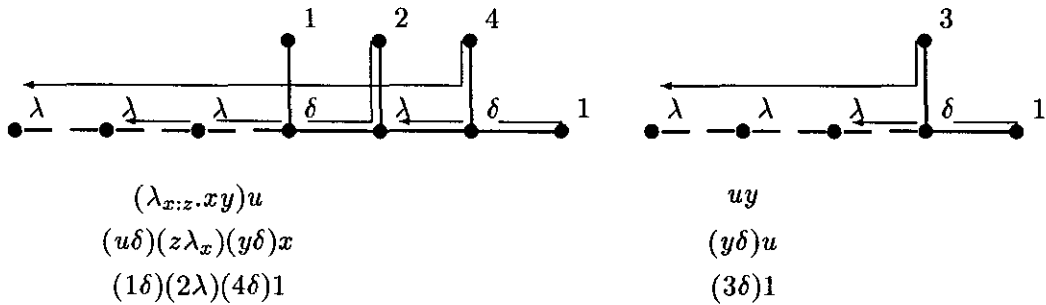 1 2 4 3
λ λ λ δ λ δ 1 λ λ λ δ 1
(λ_{x:z}.xy)u uy
(uδ)(zλ_x)(yδ)x (yδ)u
(1δ)(2λ)(4δ)1 (3δ)1